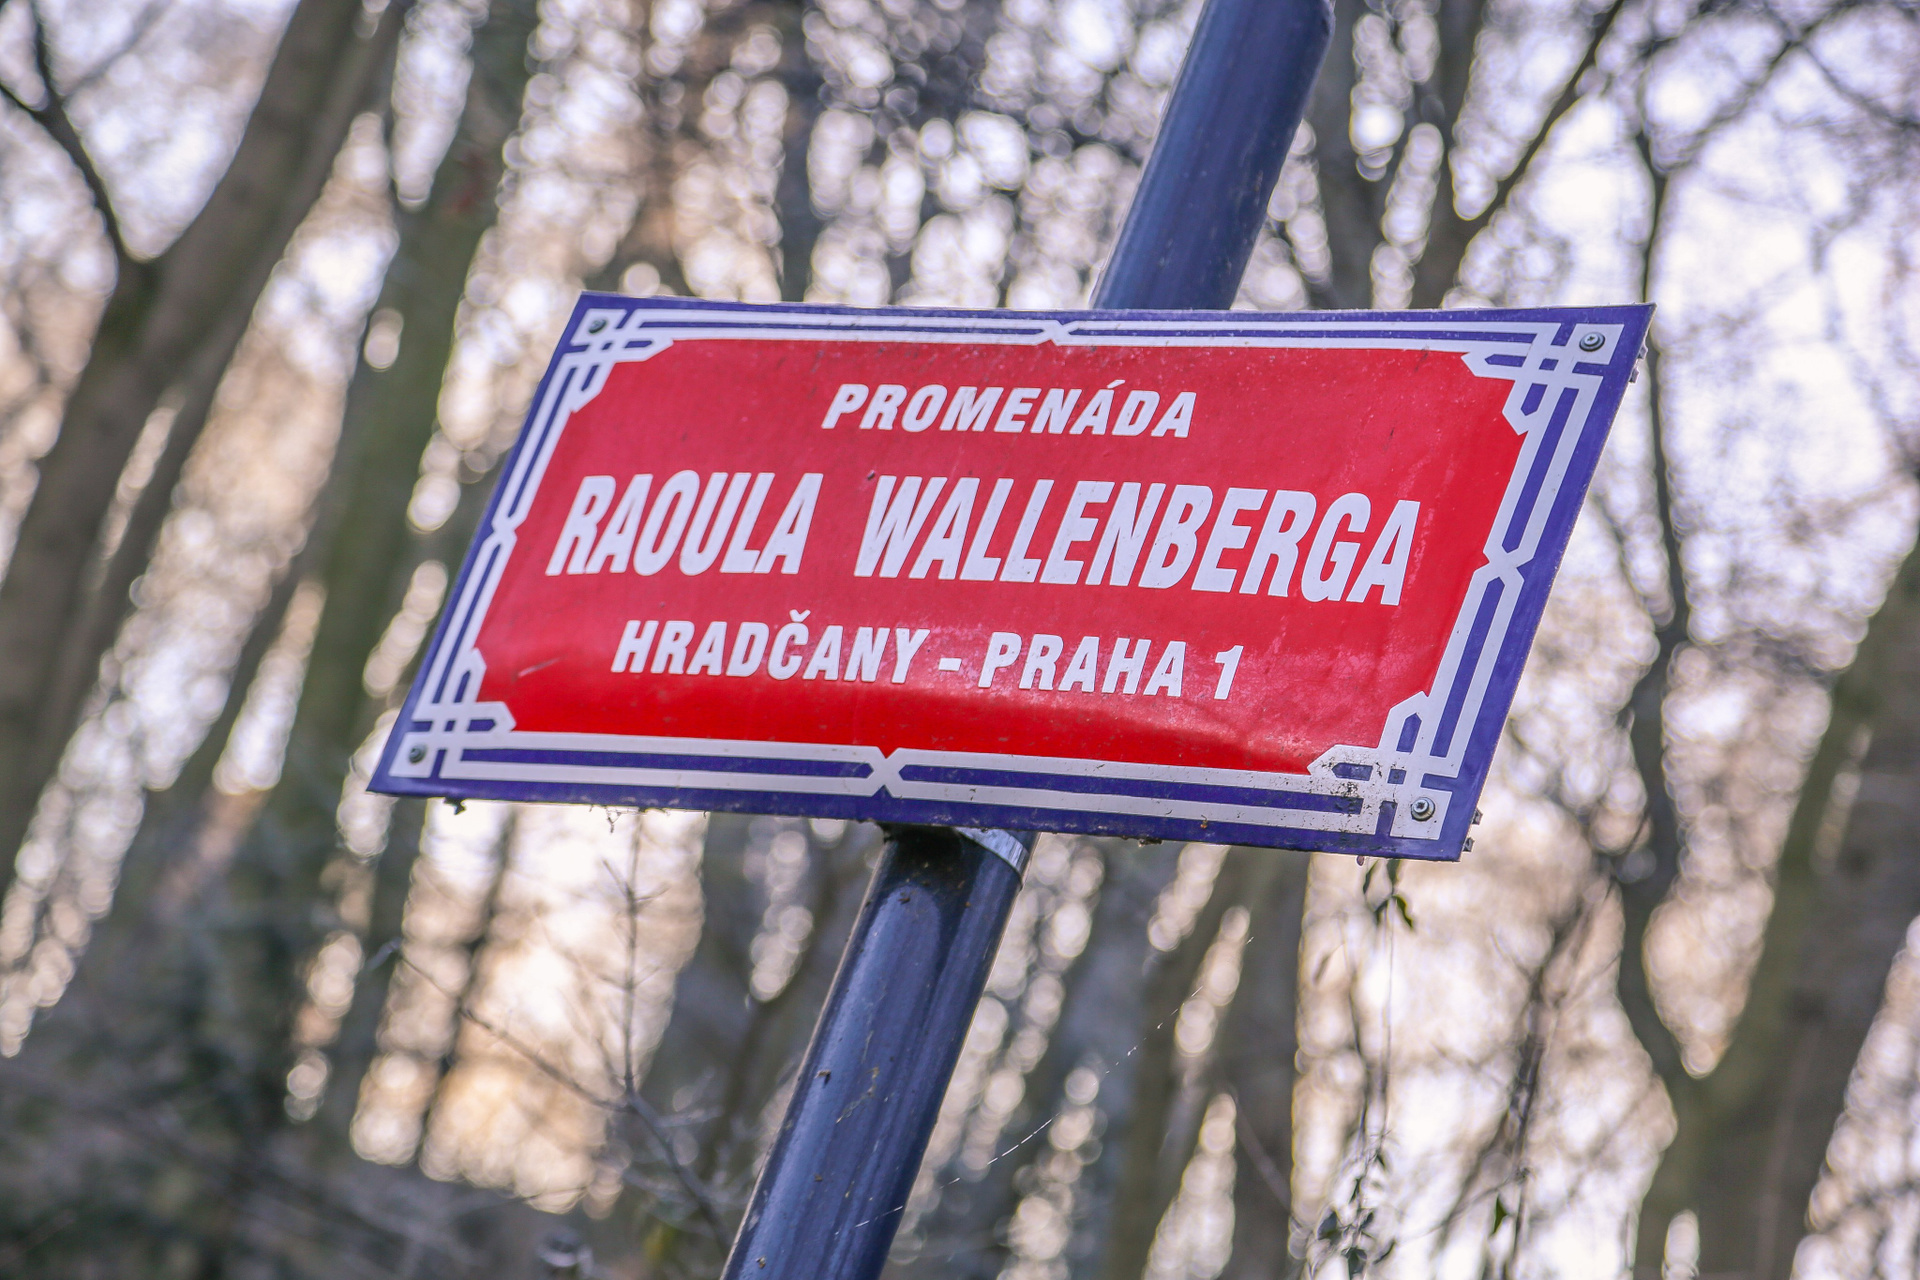 PROMENÁDA
RAOULA WALLENBERGA
HRADČANY - PRAHA 1